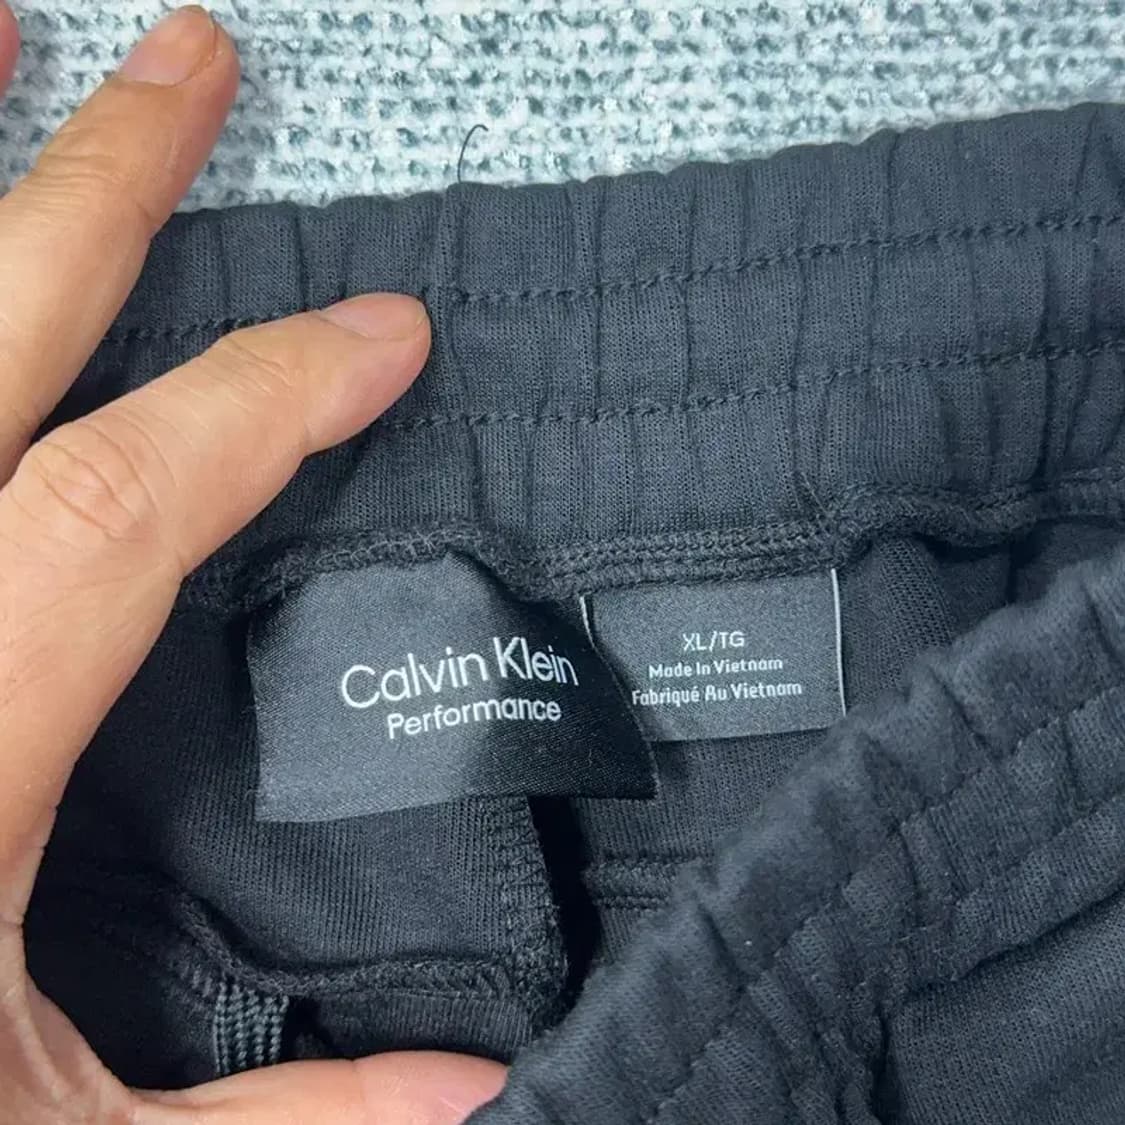 Calvin Klein
Performance
XL/TG
Made In Vietnam
Fabriqué Au Vietnam